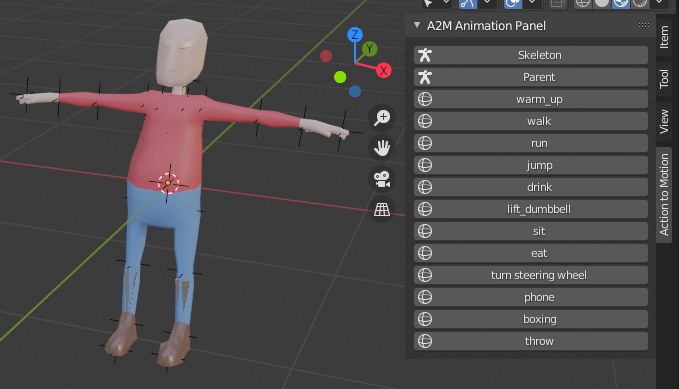 A2M Animation Panel
Skeleton
Parent
warm_up
walk
run
jump
drink
lift_dumbbell
sit
eat
turn steering wheel
phone
boxing
throw
Item
Tool
View
Action to Motion
Z
Y
X